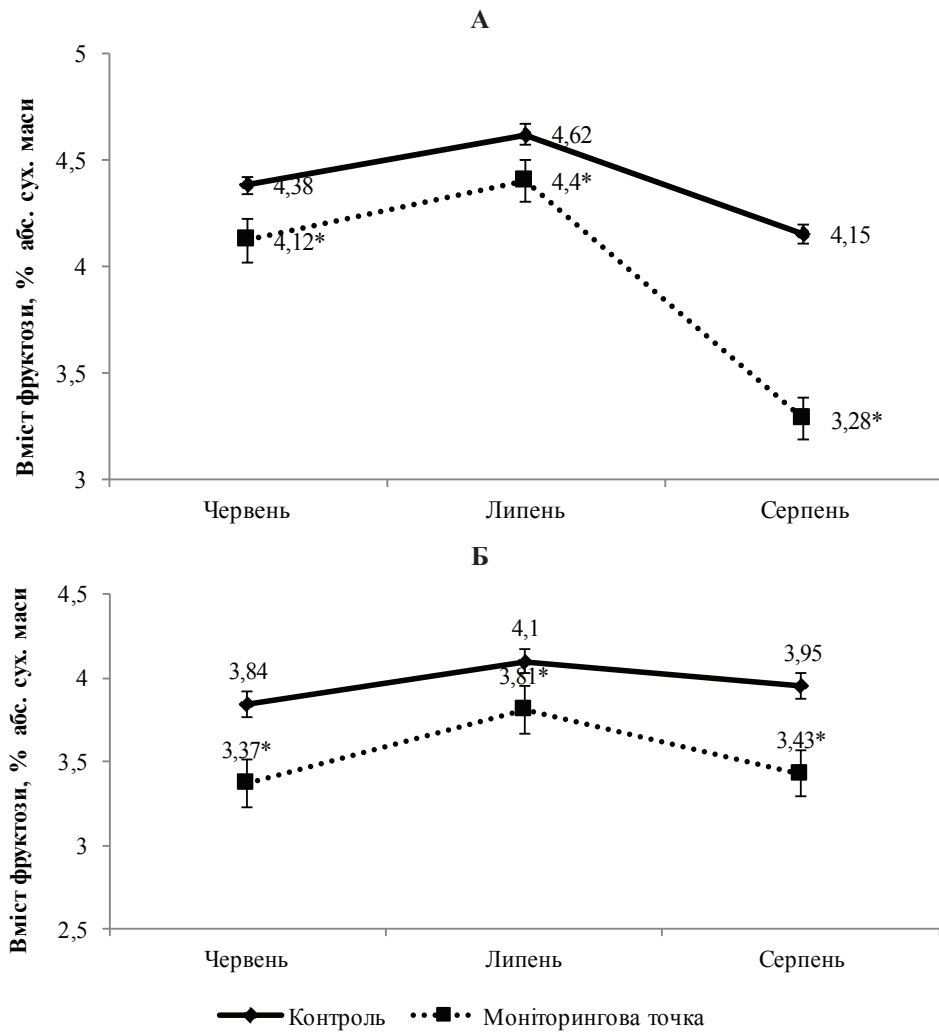 А
Вміст фруктози, % абс. сух. маси
5
4,5
4
3,5
3
4,38
4,62
4,15
4,12*
4,4*
3,28*
Червень
Липень
Серпень
Б
Вміст фруктози, % абс. сух. маси
4,5
4
3,5
3
2,5
3,84
4,1
3,95
3,37*
3,81*
3,43*
Червень
Липень
Серпень
Контроль
Моніторингова точка